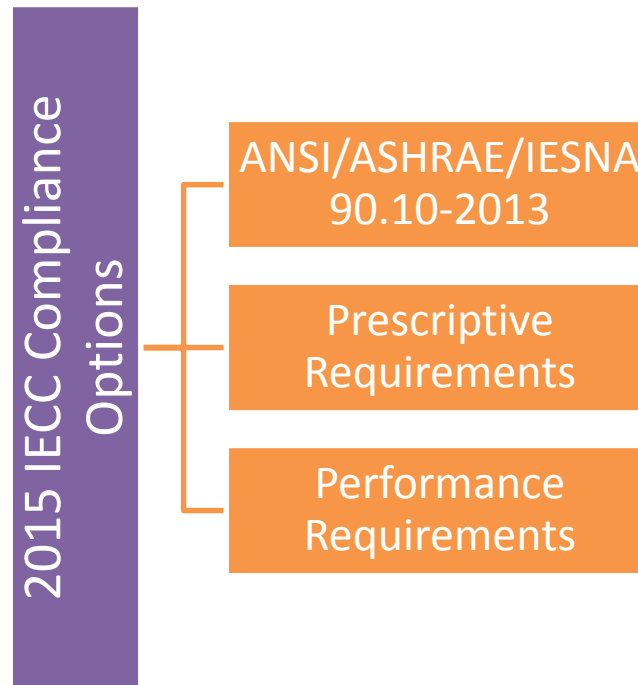 2015 IECC Compliance
Options
ANSI/ASHRAE/IESNA
90.10-2013
Prescriptive
Requirements
Performance
Requirements